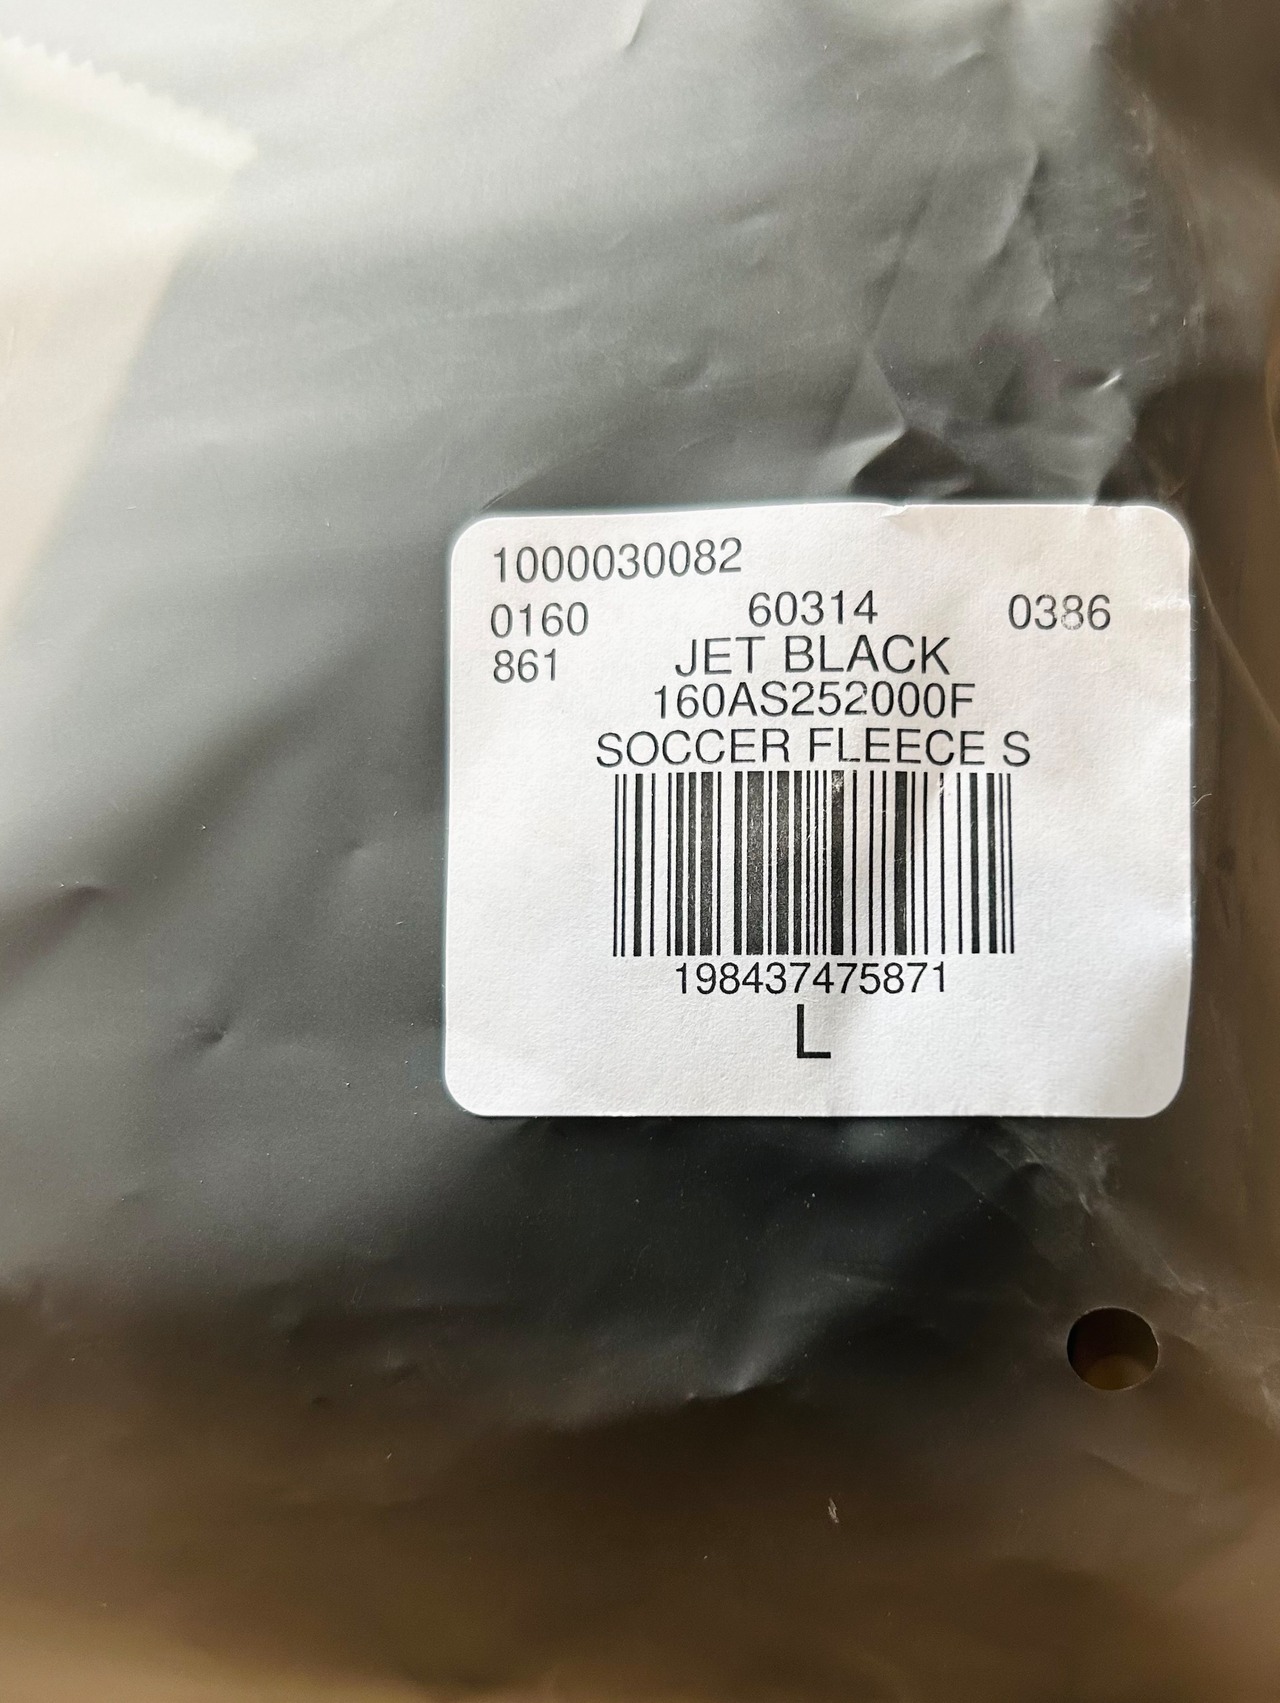 1000030082
0160 60314 0386
861 JET BLACK
160AS252000F
SOCCER FLEECE S
198437475871
L